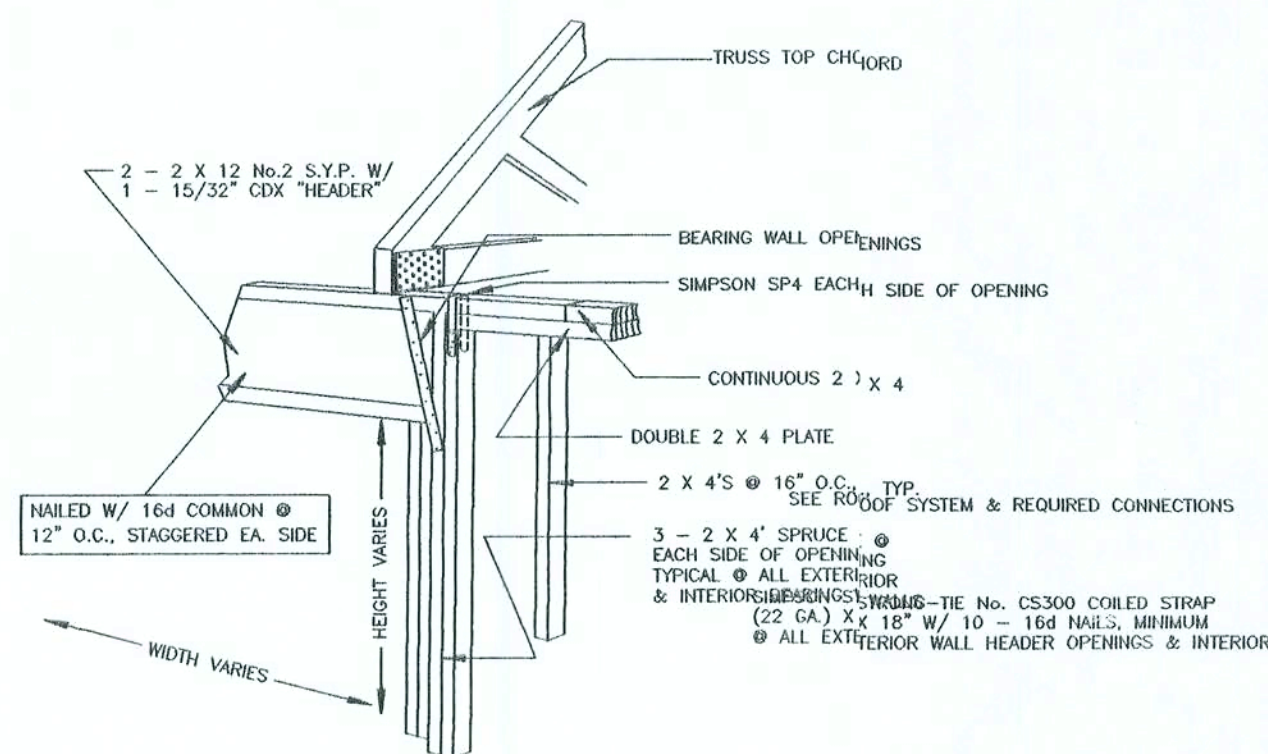 TRUSS TOP CHORD
2 - 2 X 12 No.2 S.Y.P. W/
1 - 15/32" CDX "HEADER"
BEARING WALL OPENINGS
SIMPSON SP4 EACH SIDE OF OPENING
CONTINUOUS 2 X 4
DOUBLE 2 X 4 PLATE
2 X 4'S @ 16" O.C., TYP.
SEE ROOF SYSTEM & REQUIRED CONNECTIONS
NAILED W/ 16d COMMON @
12" O.C., STAGGERED EA. SIDE
3 - 2 X 4' SPRUCE @
EACH SIDE OF OPENING
TYPICAL @ ALL EXTERIOR
& INTERIOR BEARING WALLS
SIMPSON STRONG-TIE No. CS300 COILED STRAP
(22 GA.) X 18" W/ 10 - 16d NAILS, MINIMUM
@ ALL EXTERIOR WALL HEADER OPENINGS & INTERIOR
HEIGHT VARIES
WIDTH VARIES